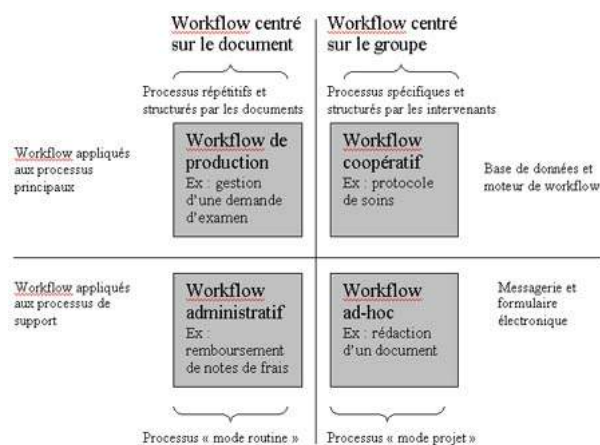 Workflow centré
sur le document
Workflow centré
sur le groupe
Processus répétitifs et
structurés par les documents
Processus spécifiques et
structurés par les intervenants
Workflow appliqués
aux processus
principaux
Workflow de
production
Ex : gestion
d'une demande
d'examen
Workflow
coopératif
Ex : protocole
de soins
Base de données et
moteur de workflow
Workflow appliqués
aux processus de
support
Workflow
administratif
Ex :
remboursement
de notes de frais
Workflow
ad-hoc
Ex : rédaction
d'un document
Messagerie et
formulaire
électronique
Processus « mode routine »
Processus « mode projet »